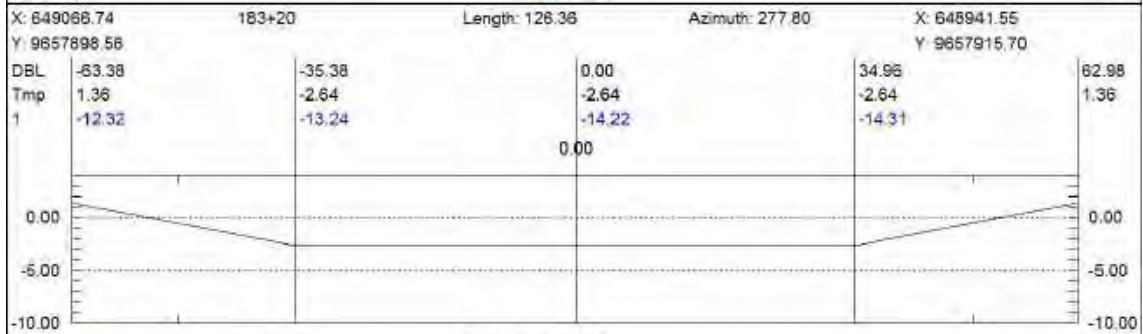 X: 649066.74 183+20 Length: 126.36 Azimuth: 277.80 X: 648941.55
Y: 9657898.56 Y: 9657915.70
DBL -63.38 -35.38 0.00 34.96 62.98
Tmp 1.36 -2.64 -2.64 -2.64 1.36
1 -12.32 -13.24 -14.22 -14.31
0.00
0.00 0.00
-5.00 -5.00
-10.00 -10.00